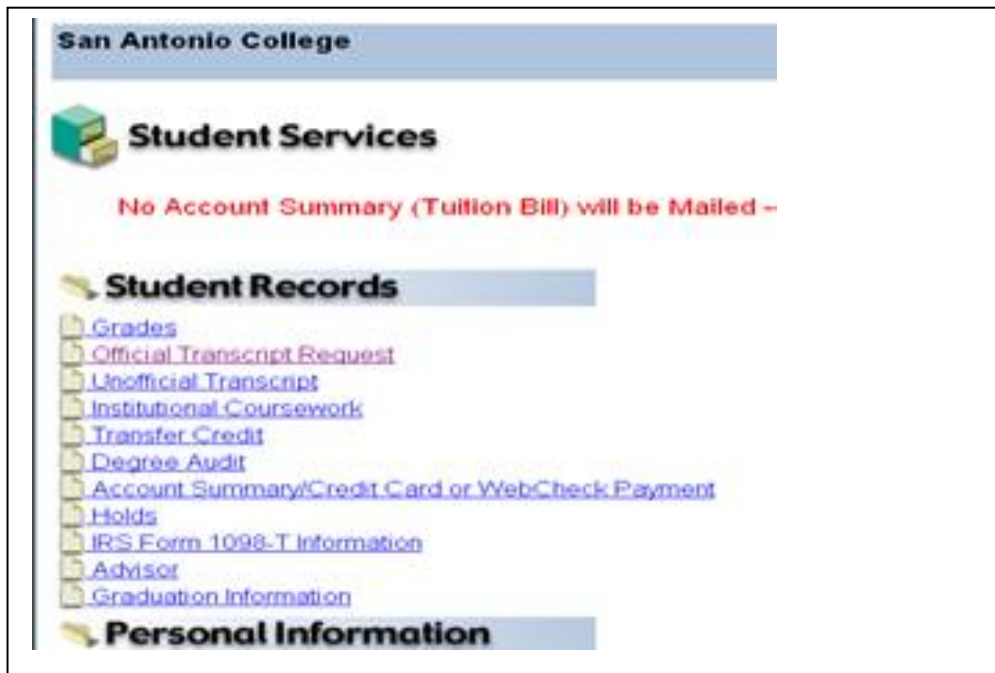 San Antonio College
Student Services
No Account Summary (Tuition Bill) will be Mailed --
Student Records
Grades
Official Transcript Request
Unofficial Transcript
Institutional Coursework
Transfer Credit
Degree Audit
Account Summary/Credit Card or WebCheck Payment
Holds
IRS Form 1098-T Information
Advisor
Graduation Information
Personal Information